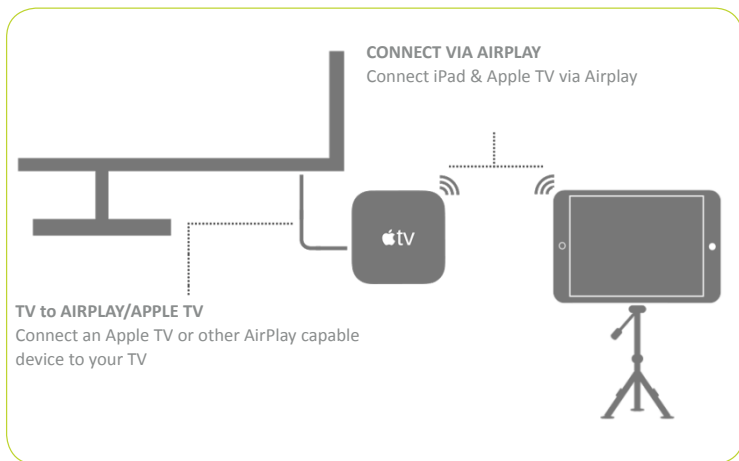 CONNECT VIA AIRPLAY
Connect iPad & Apple TV via Airplay
tv
TV to AIRPLAY/APPLE TV
Connect an Apple TV or other AirPlay capable
device to your TV